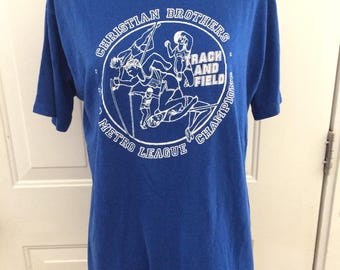 CHRISTIAN BROTHERS
TRACK AND
FIELD
METRO LEAGUE CHAMPIONS